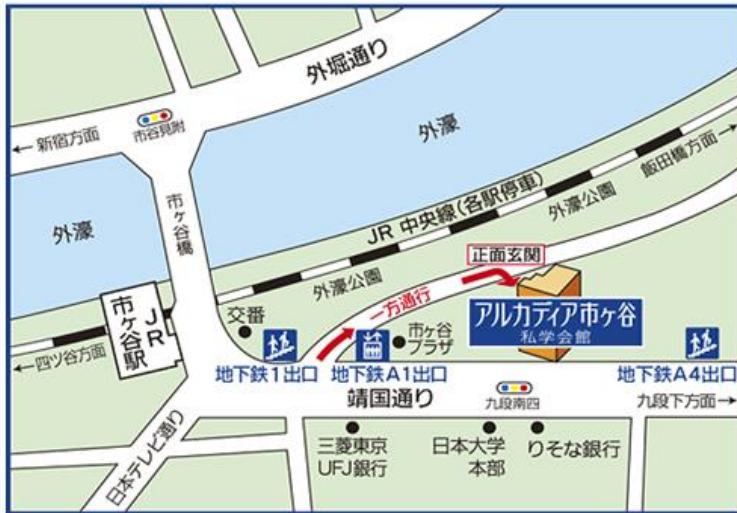 外堀通り
←新宿方面
市谷見附
外濠
飯田橋方面→
外濠
市ヶ谷橋
JR 中央線(各駅停車)
外濠公園
正面玄関
外濠公園
JR
市ヶ谷駅
交番
一方通行
市ヶ谷
プラザ
アルカディア市ヶ谷
私学会館
←四ツ谷方面
地下鉄1出口
地下鉄A1出口
地下鉄A4出口
靖国通り
九段南四
九段下方面→
日本テレビ通り
三菱東京
UFJ銀行
日本大学
本部
りそな銀行